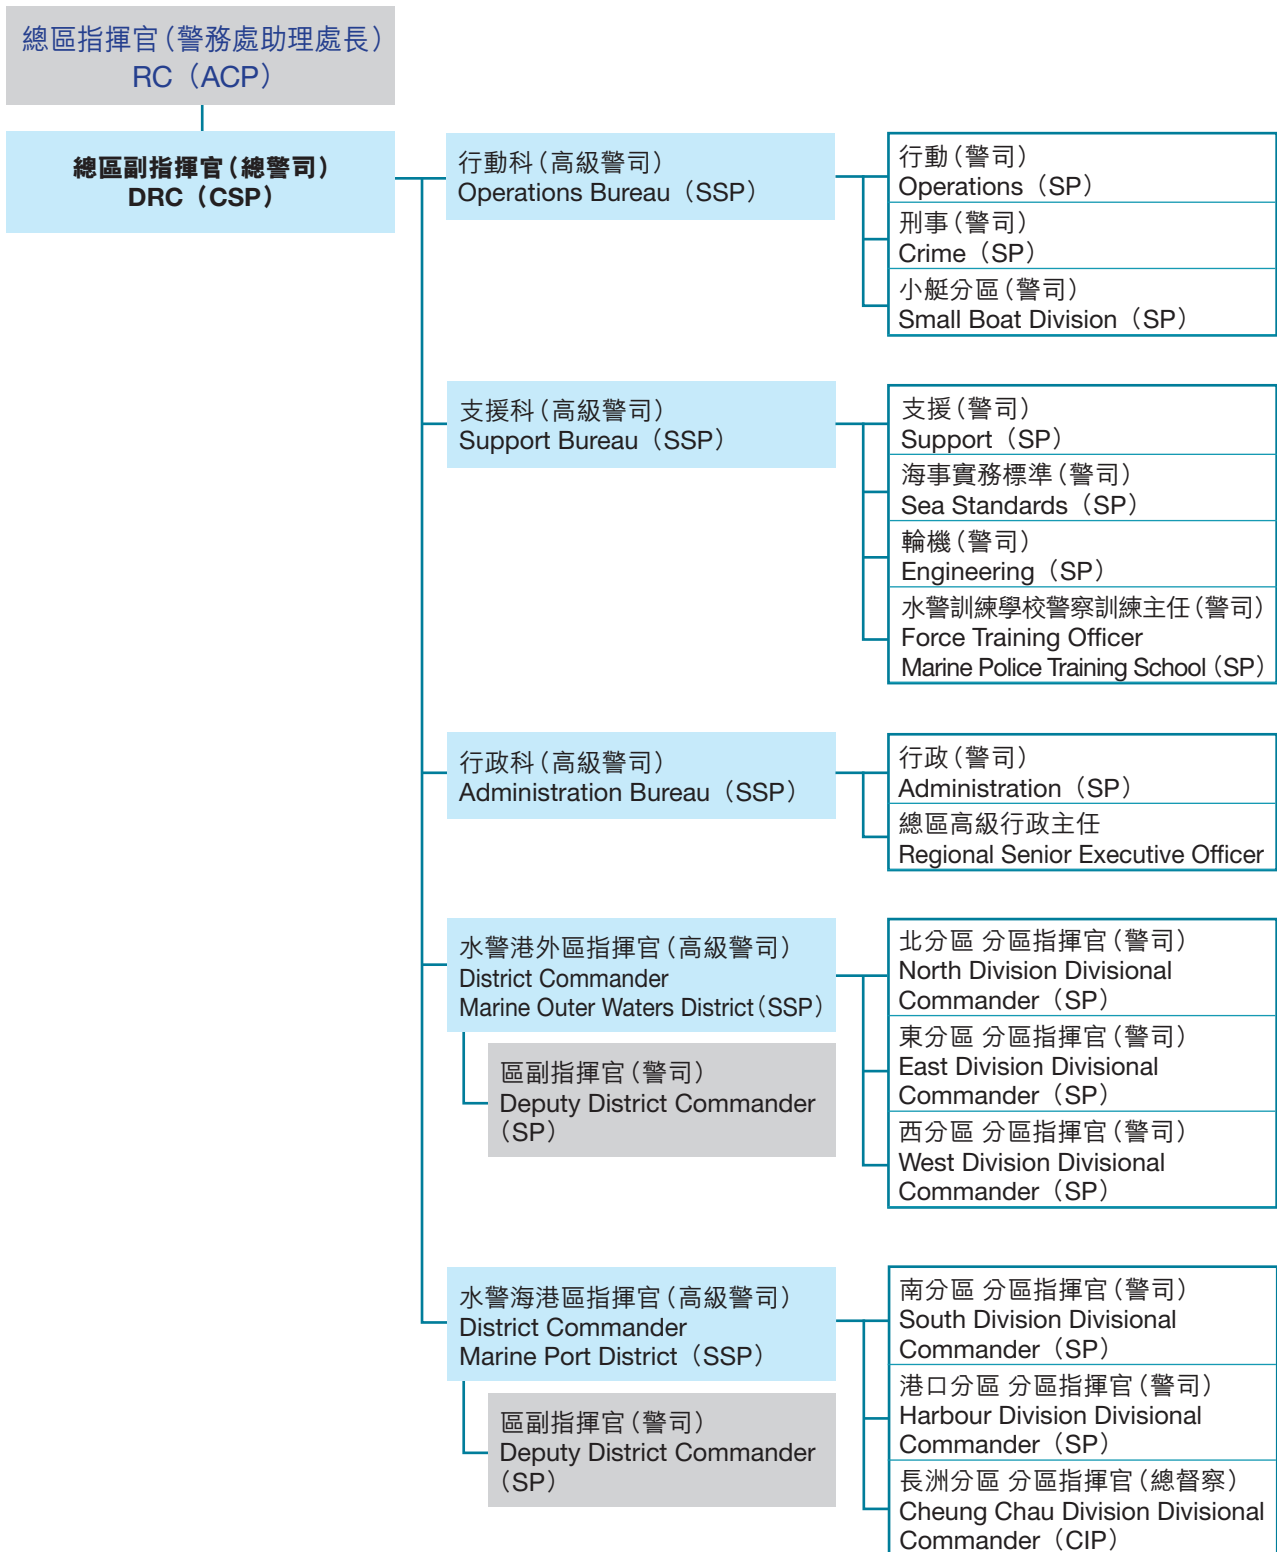 總區指揮官(警務處助理處長)
RC(ACP)
總區副指揮官(總警司)
DRC(CSP)
行動科(高級警司)
Operations Bureau(SSP)
行動(警司)
Operations(SP)
刑事(警司)
Crime(SP)
小艇分區(警司)
Small Boat Division(SP)
支援科(高級警司)
Support Bureau(SSP)
支援(警司)
Support(SP)
海事實務標準(警司)
Sea Standards(SP)
輪機(警司)
Engineering(SP)
水警訓練學校警察訓練主任(警司)
Force Training Officer
Marine Police Training School(SP)
行政科(高級警司)
Administration Bureau(SSP)
行政(警司)
Administration(SP)
總區高級行政主任
Regional Senior Executive Officer
水警港外區指揮官(高級警司)
District Commander
Marine Outer Waters District(SSP)
區副指揮官(警司)
Deputy District Commander
(SP)
北分區 分區指揮官(警司)
North Division Divisional
Commander(SP)
東分區 分區指揮官(警司)
East Division Divisional
Commander(SP)
西分區 分區指揮官(警司)
West Division Divisional
Commander(SP)
水警海港區指揮官(高級警司)
District Commander
Marine Port District(SSP)
區副指揮官(警司)
Deputy District Commander
(SP)
南分區 分區指揮官(警司)
South Division Divisional
Commander(SP)
港口分區 分區指揮官(警司)
Harbour Division Divisional
Commander(SP)
長洲分區 分區指揮官(總督察)
Cheung Chau Division Divisional
Commander(CIP)